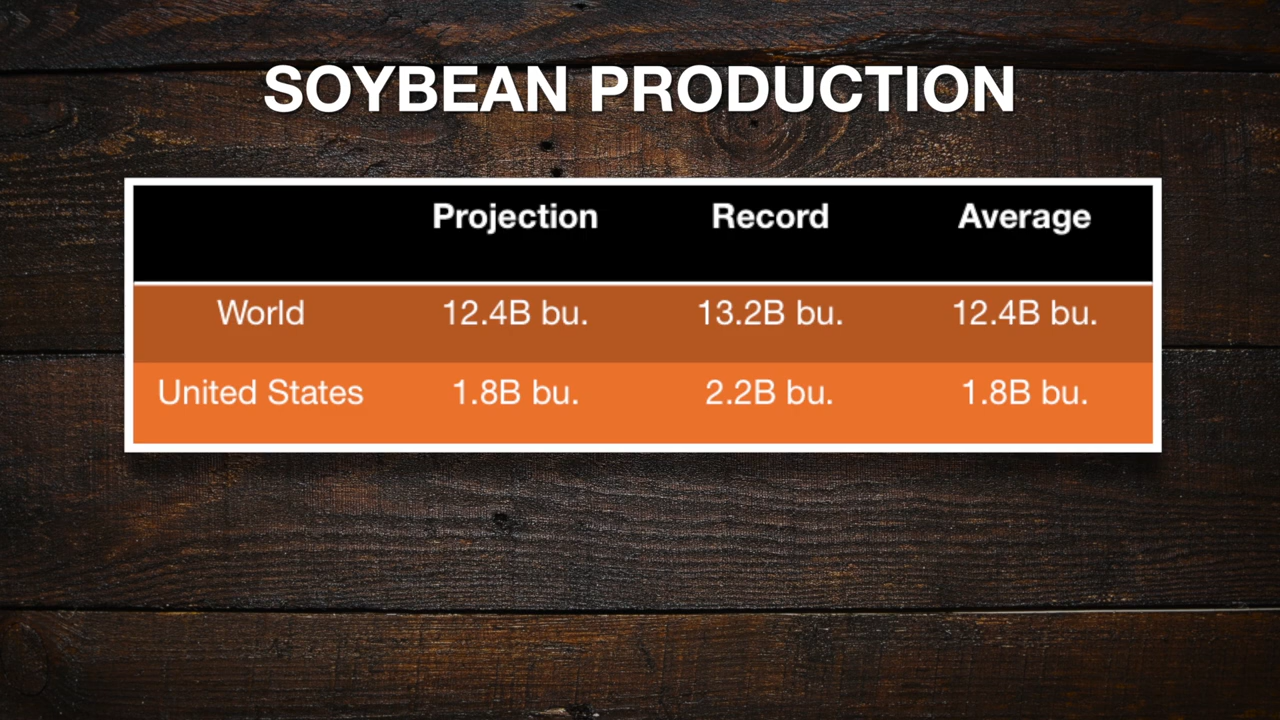 SOYBEAN PRODUCTION
Projection Record Average
World 12.4B bu. 13.2B bu. 12.4B bu.
United States 1.8B bu. 2.2B bu. 1.8B bu.